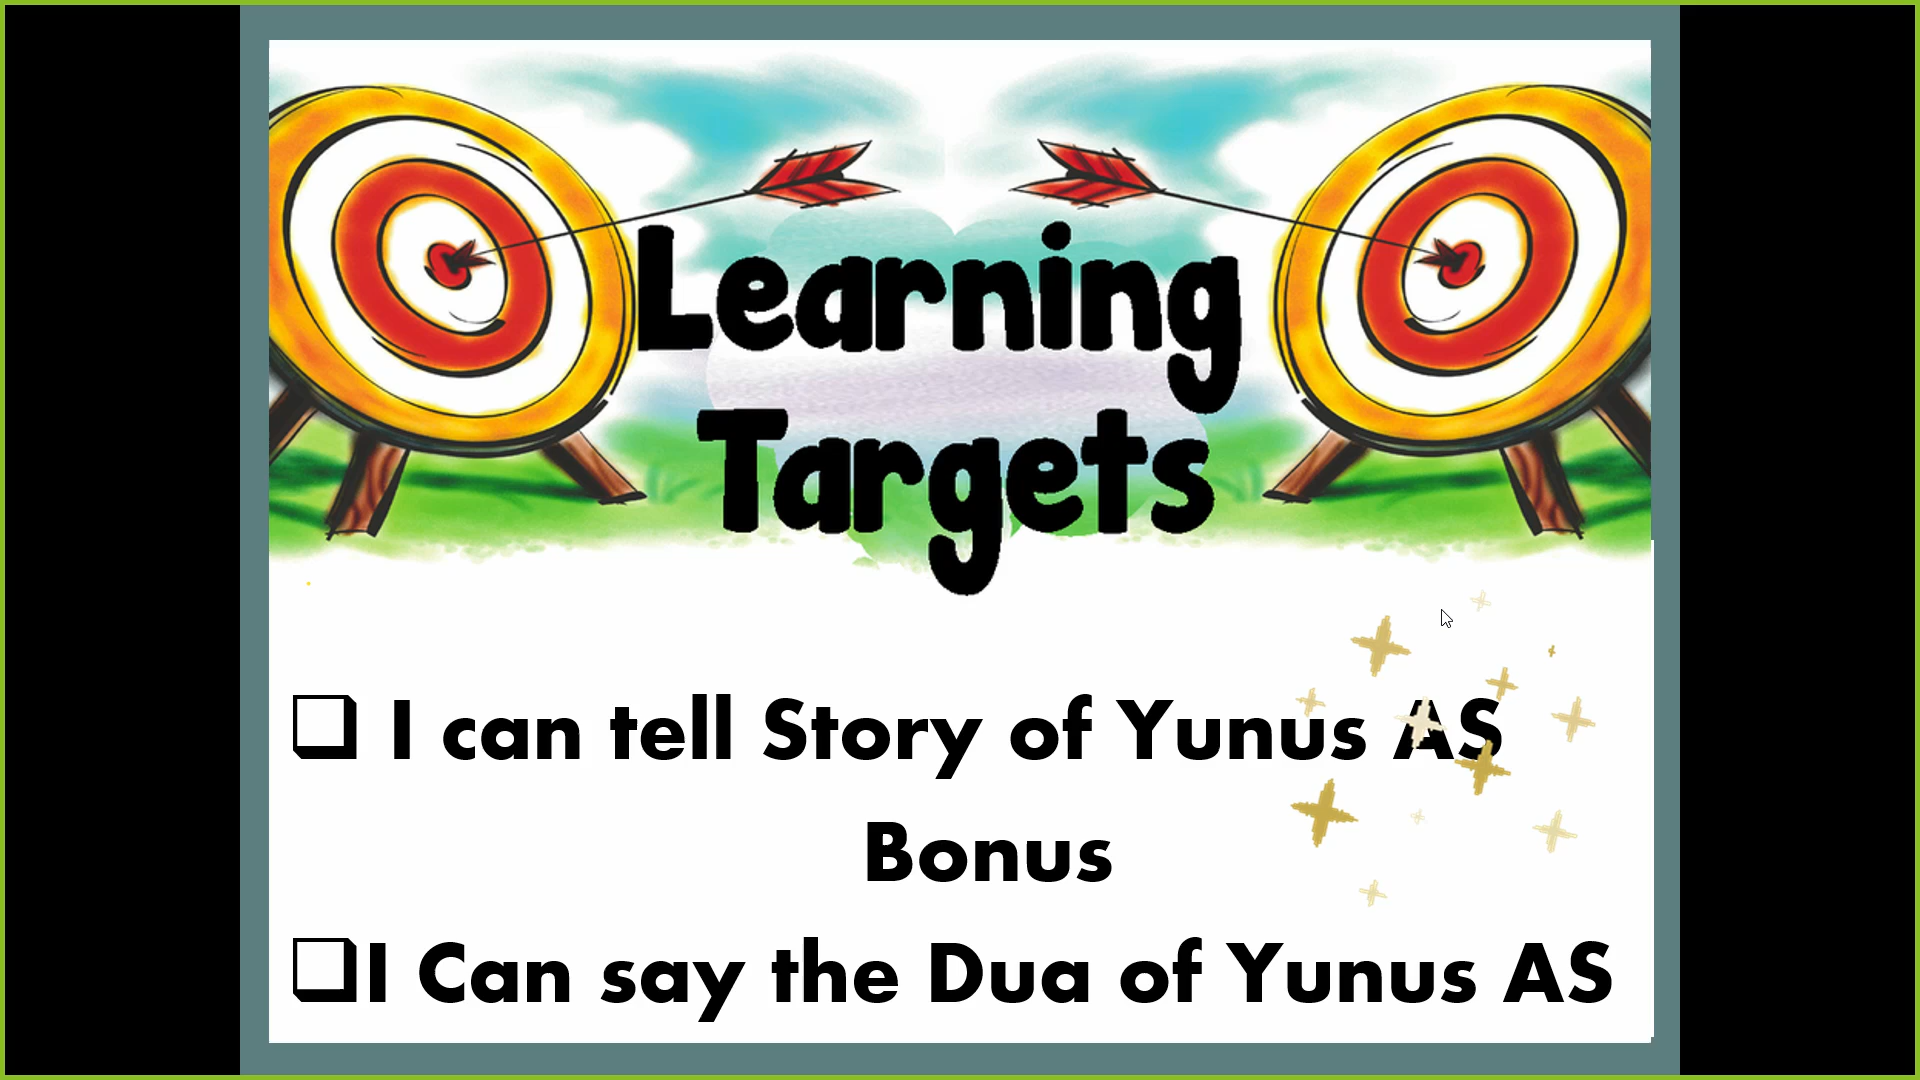 Learning
Targets
I can tell Story of Yunus AS
Bonus
I Can say the Dua of Yunus AS